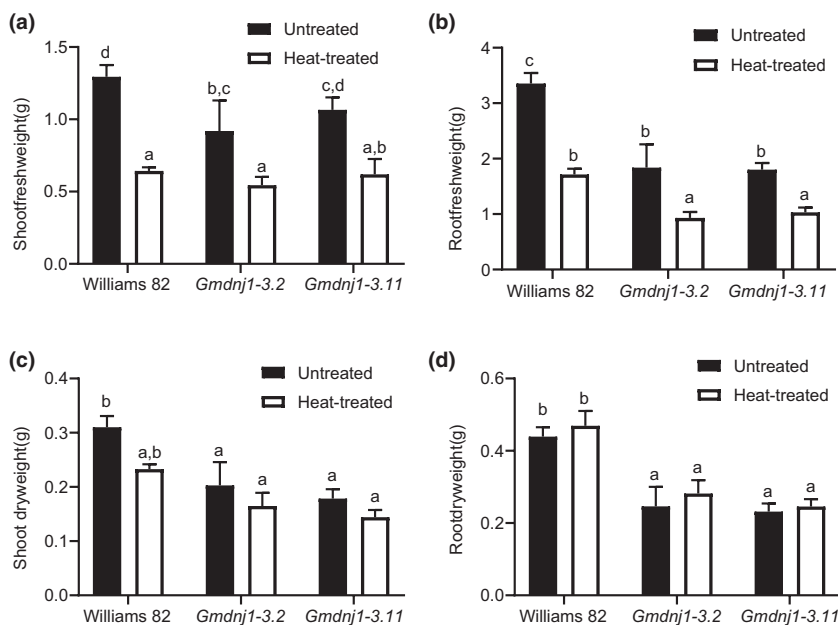 (a)
Untreated
Heat-treated
Shootfreshweight(g)
1.5
1.0
0.5
0.0
d
a
b,c
a
c,d
a,b
Williams 82 Gmdnj1-3.2 Gmdnj1-3.11
(b)
Untreated
Heat-treated
Rootfreshweight(g)
4
3
2
1
0
c
b
b
a
b
a
Williams 82 Gmdnj1-3.2 Gmdnj1-3.11
(c)
Untreated
Heat-treated
Shoot dryweight(g)
0.4
0.3
0.2
0.1
0.0
b
a,b
a
a
a
a
Williams 82 Gmdnj1-3.2 Gmdnj1-3.11
(d)
Untreated
Heat-treated
Rootdryweight(g)
0.6
0.4
0.2
0.0
b
b
a
a
a
a
Williams 82 Gmdnj1-3.2 Gmdnj1-3.11